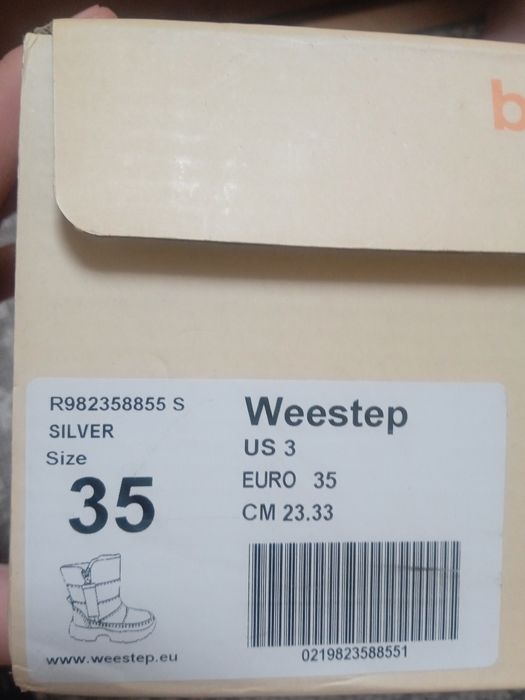 b
R982358855 S
SILVER
Size
35
www.weestep.eu
Weestep
US 3
EURO 35
CM 23.33
0219823588551